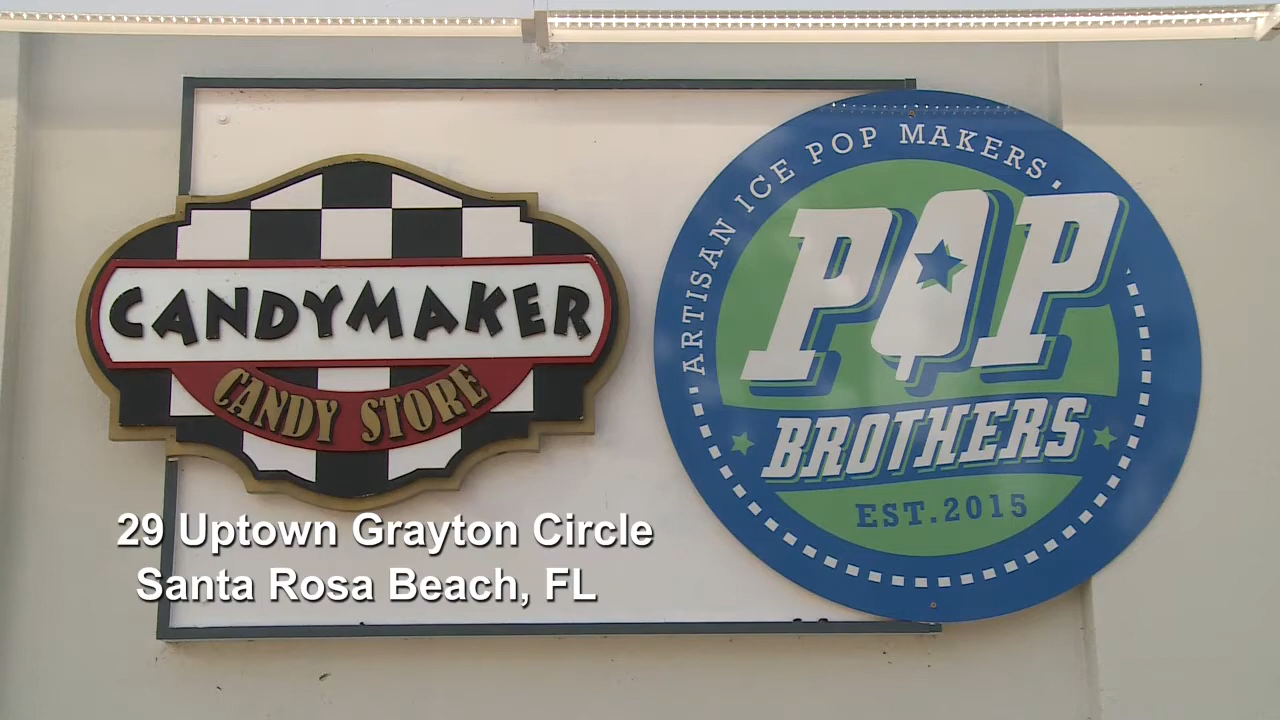 CANDYMAKER
CANDY STORE
ARTISAN ICE POP MAKERS
POP
BROTHERS
EST. 2015
29 Uptown Grayton Circle
Santa Rosa Beach, FL